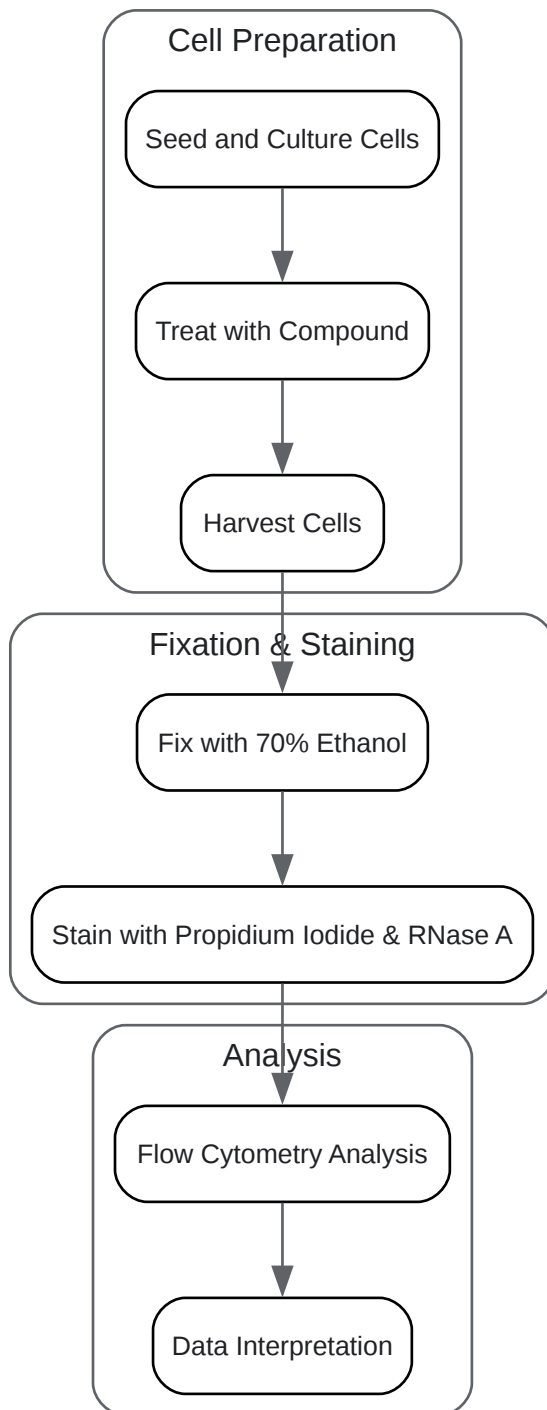 Cell Preparation
Seed and Culture Cells
Treat with Compound
Harvest Cells
Fixation & Staining
Fix with 70% Ethanol
Stain with Propidium Iodide & RNase A
Analysis
Flow Cytometry Analysis
Data Interpretation